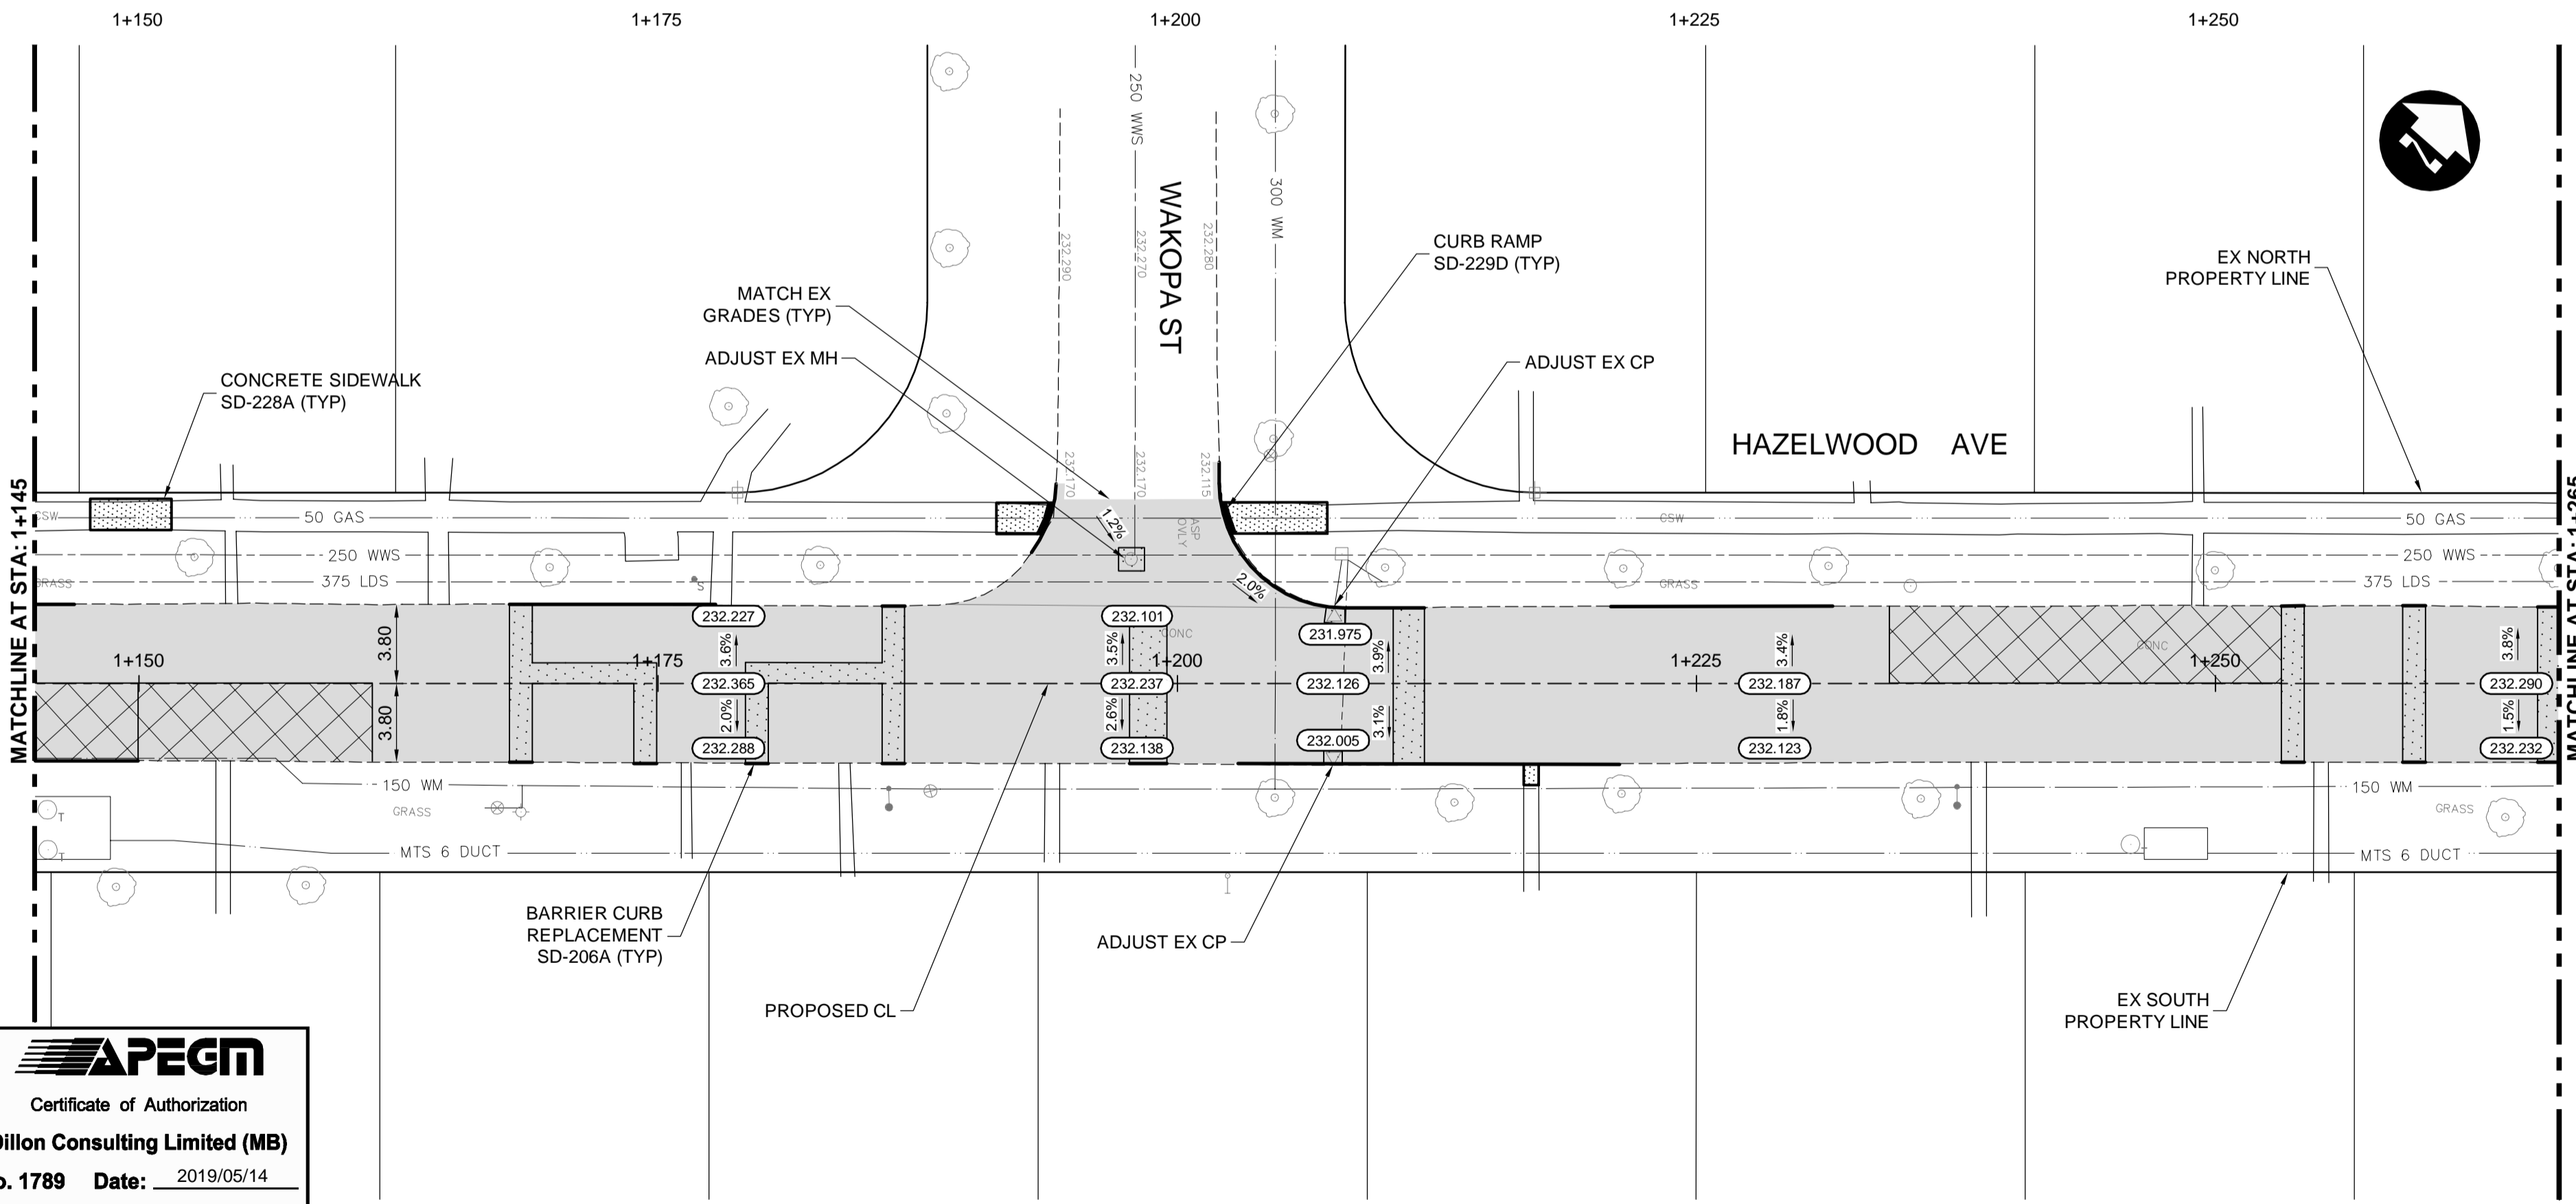 1+150
1+175
1+200
1+225
1+250
250 WWS
WAKOPA ST
300 WM
232.290
232.270
232.280
CURB RAMP
SD-229D (TYP)
EX NORTH
PROPERTY LINE
MATCH EX
GRADES (TYP)
ADJUST EX MH
ADJUST EX CP
CONCRETE SIDEWALK
SD-228A (TYP)
HAZELWOOD AVE
232.170
232.170
232.115
MATCHLINE AT STA: 1+145
MATCHLINE AT STA: 1+265
CSW
50 GAS
1.2%
ASP
OVLY
CSW
50 GAS
250 WWS
250 WWS
GRASS
375 LDS
S
2.0%
GRASS
375 LDS
232.227
232.101
CONC
231.975
3.80
3.6%
3.5%
3.9%
3.4%
CONC
3.8%
1+150
1+175
1+200
1+225
1+250
232.365
232.237
232.126
232.187
232.290
3.80
2.0%
2.6%
3.1%
1.8%
1.5%
232.288
232.138
232.005
232.123
232.232
150 WM
150 WM
T
GRASS
GRASS
T
MTS 6 DUCT
MTS 6 DUCT
BARRIER CURB
REPLACEMENT
SD-206A (TYP)
ADJUST EX CP
PROPOSED CL
EX SOUTH
PROPERTY LINE
APEGM
Certificate of Authorization
Dillon Consulting Limited (MB)
o. 1789 Date: 2019/05/14